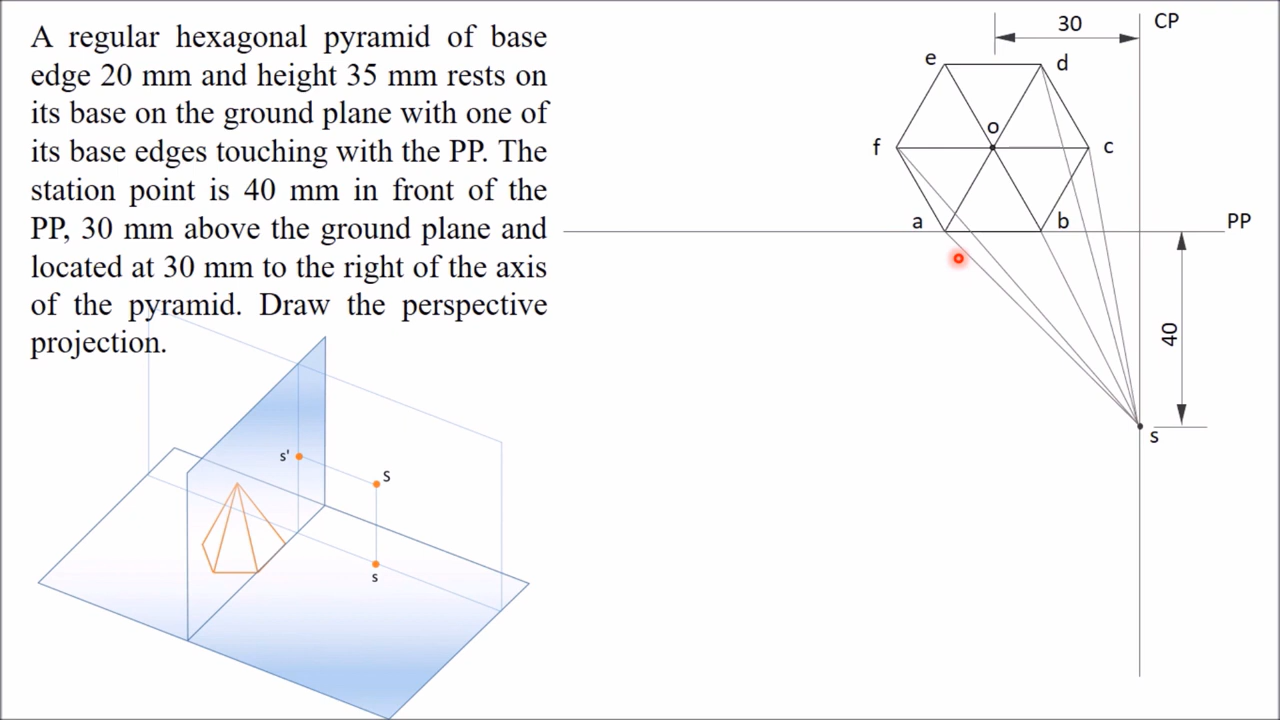 A regular hexagonal pyramid of base
edge 20 mm and height 35 mm rests on
its base on the ground plane with one of
its base edges touching with the PP. The
station point is 40 mm in front of the
PP, 30 mm above the ground plane and
located at 30 mm to the right of the axis
of the pyramid. Draw the perspective
projection.
s'
S
s
30
CP
e
d
o
f
c
a
b
PP
40
s